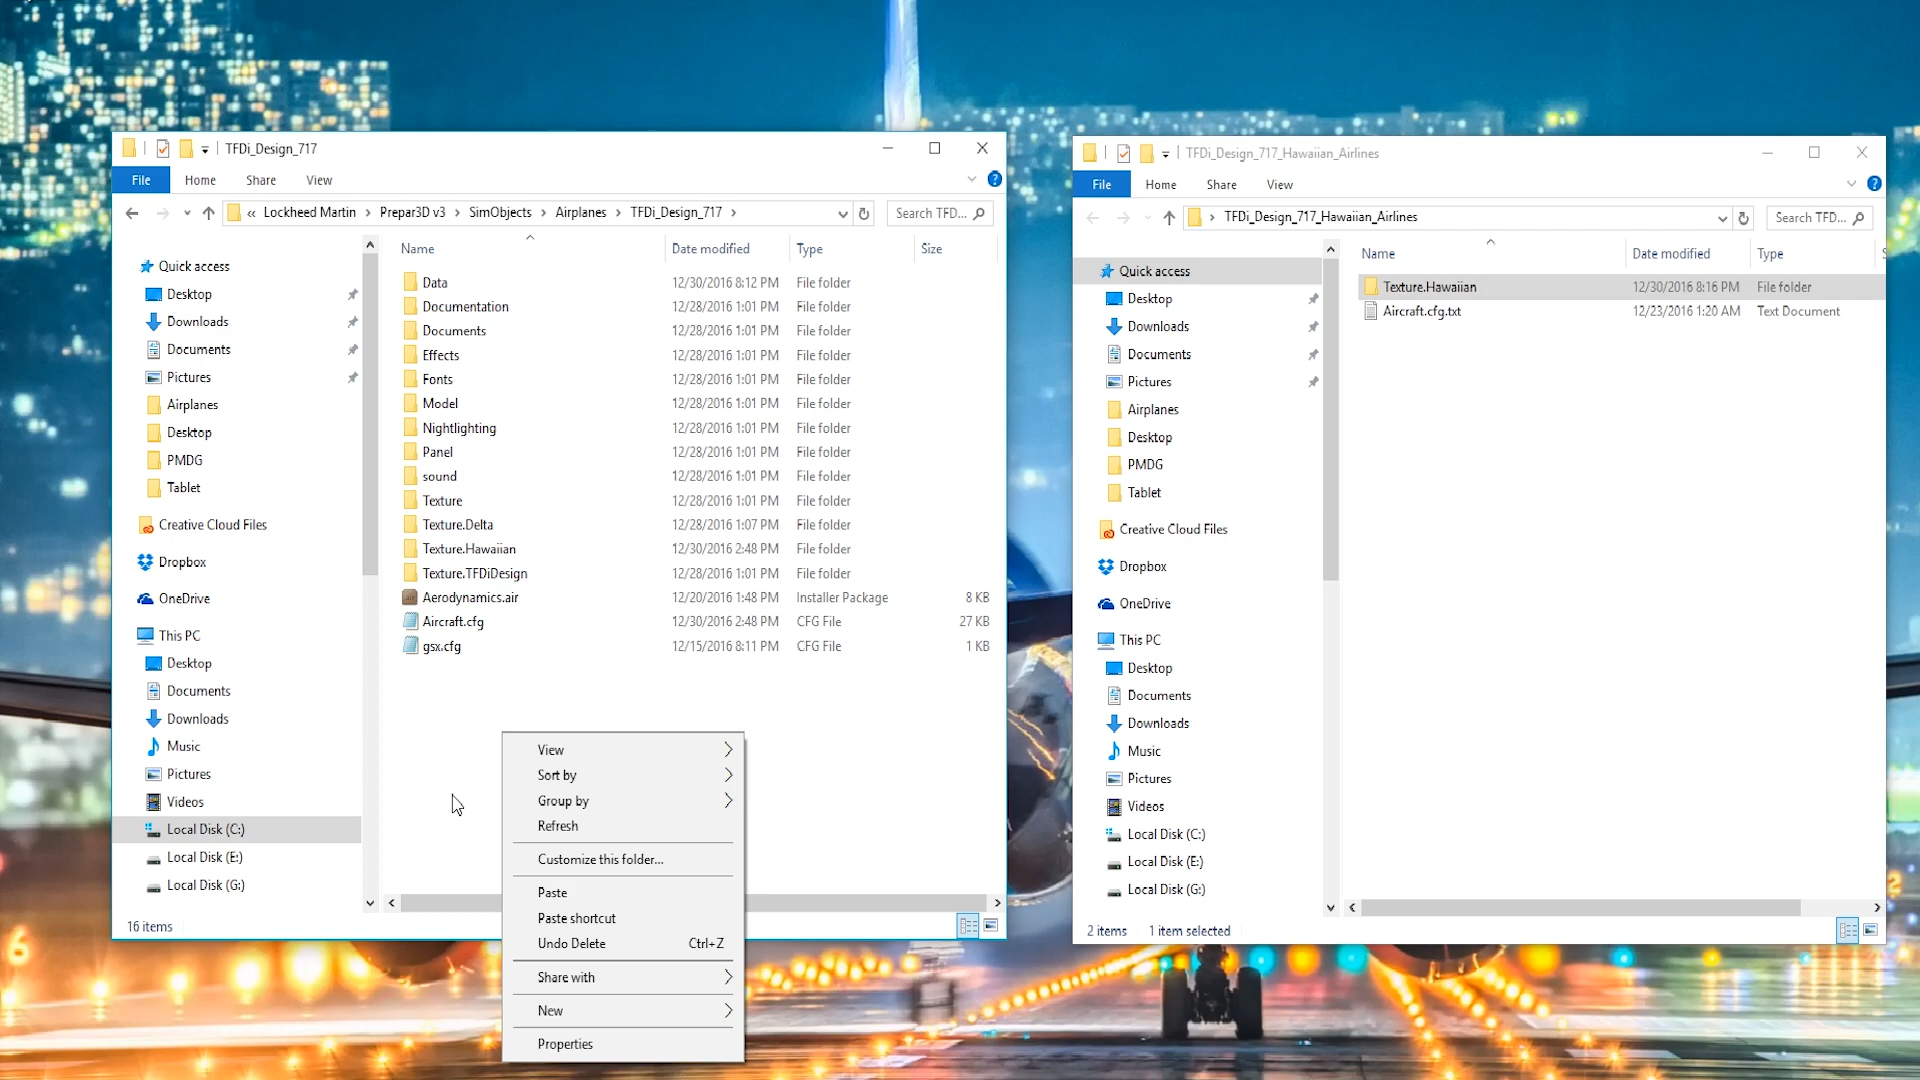 TFDi_Design_717
File Home Share View
« Lockheed Martin Prepar3D v3 SimObjects Airplanes TFDi_Design_717
Search TFD...
Quick access
Desktop
Downloads
Documents
Pictures
Airplanes
Desktop
PMDG
Tablet
Creative Cloud Files
Dropbox
OneDrive
This PC
Desktop
Documents
Downloads
Music
Pictures
Videos
Local Disk (C:)
Local Disk (E:)
Local Disk (G:)
Name Date modified Type Size
Data 12/30/2016 8:12 PM File folder
Documentation 12/28/2016 1:01 PM File folder
Documents 12/28/2016 1:01 PM File folder
Effects 12/28/2016 1:01 PM File folder
Fonts 12/28/2016 1:01 PM File folder
Model 12/28/2016 1:01 PM File folder
Nightlighting 12/28/2016 1:01 PM File folder
Panel 12/28/2016 1:01 PM File folder
sound 12/28/2016 1:01 PM File folder
Texture 12/28/2016 1:01 PM File folder
Texture.Delta 12/28/2016 1:07 PM File folder
Texture.Hawaiian 12/30/2016 2:48 PM File folder
Texture.TFDiDesign 12/28/2016 1:01 PM File folder
Aerodynamics.air 12/20/2016 1:48 PM Installer Package 8 KB
Aircraft.cfg 12/30/2016 2:48 PM CFG File 27 KB
gsx.cfg 12/15/2016 8:11 PM CFG File 1 KB
16 items
View
Sort by
Group by
Refresh
Customize this folder...
Paste
Paste shortcut
Undo Delete Ctrl+Z
Share with
New
Properties
TFDi_Design_717_Hawaiian_Airlines
File Home Share View
TFDi_Design_717_Hawaiian_Airlines
Search TFD...
Quick access
Desktop
Downloads
Documents
Pictures
Airplanes
Desktop
PMDG
Tablet
Creative Cloud Files
Dropbox
OneDrive
This PC
Desktop
Documents
Downloads
Music
Pictures
Videos
Local Disk (C:)
Local Disk (E:)
Local Disk (G:)
Name Date modified Type
Texture.Hawaiian 12/30/2016 8:16 PM File folder
Aircraft.cfg.txt 12/23/2016 1:20 AM Text Document
2 items 1 item selected
6
2